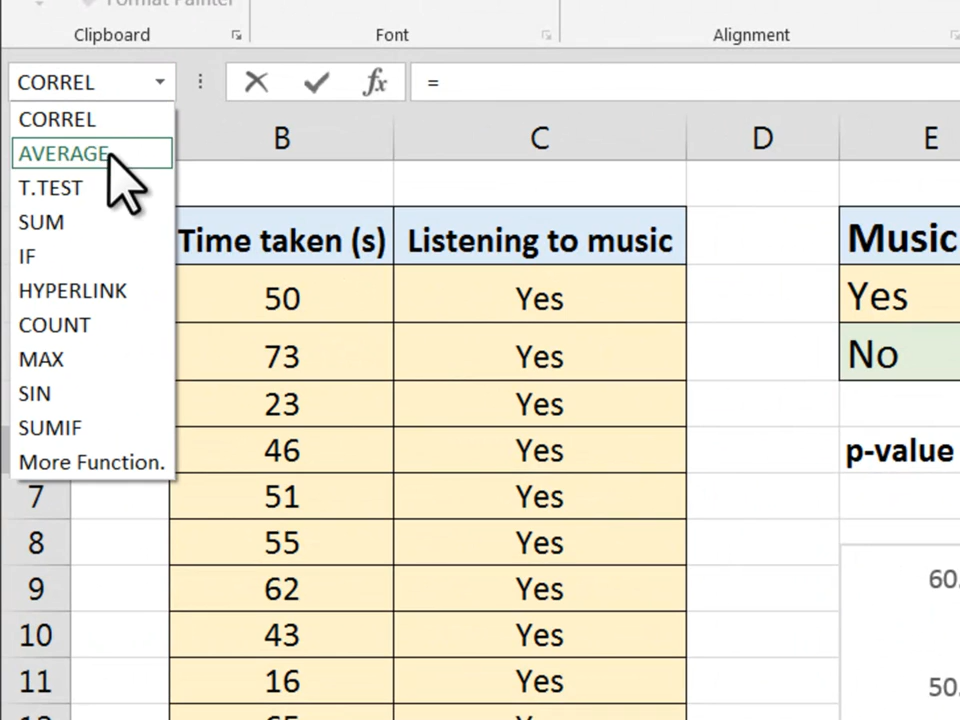 Format Painter
Clipboard Font Alignment
CORREL fx =
CORREL
AVERAGE
T.TEST
SUM
IF
HYPERLINK
COUNT
MAX
SIN
SUMIF
More Function.
B C D E
Time taken (s) Listening to music Music
50 Yes Yes
73 Yes No
23 Yes
46 Yes p-value
7 51 Yes
8 55 Yes
9 62 Yes 60.
10 43 Yes
11 16 Yes 50.